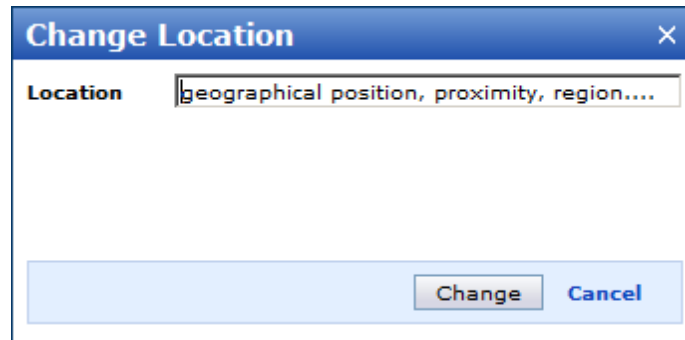 Change Location
Location geographical position, proximity, region....
Change Cancel